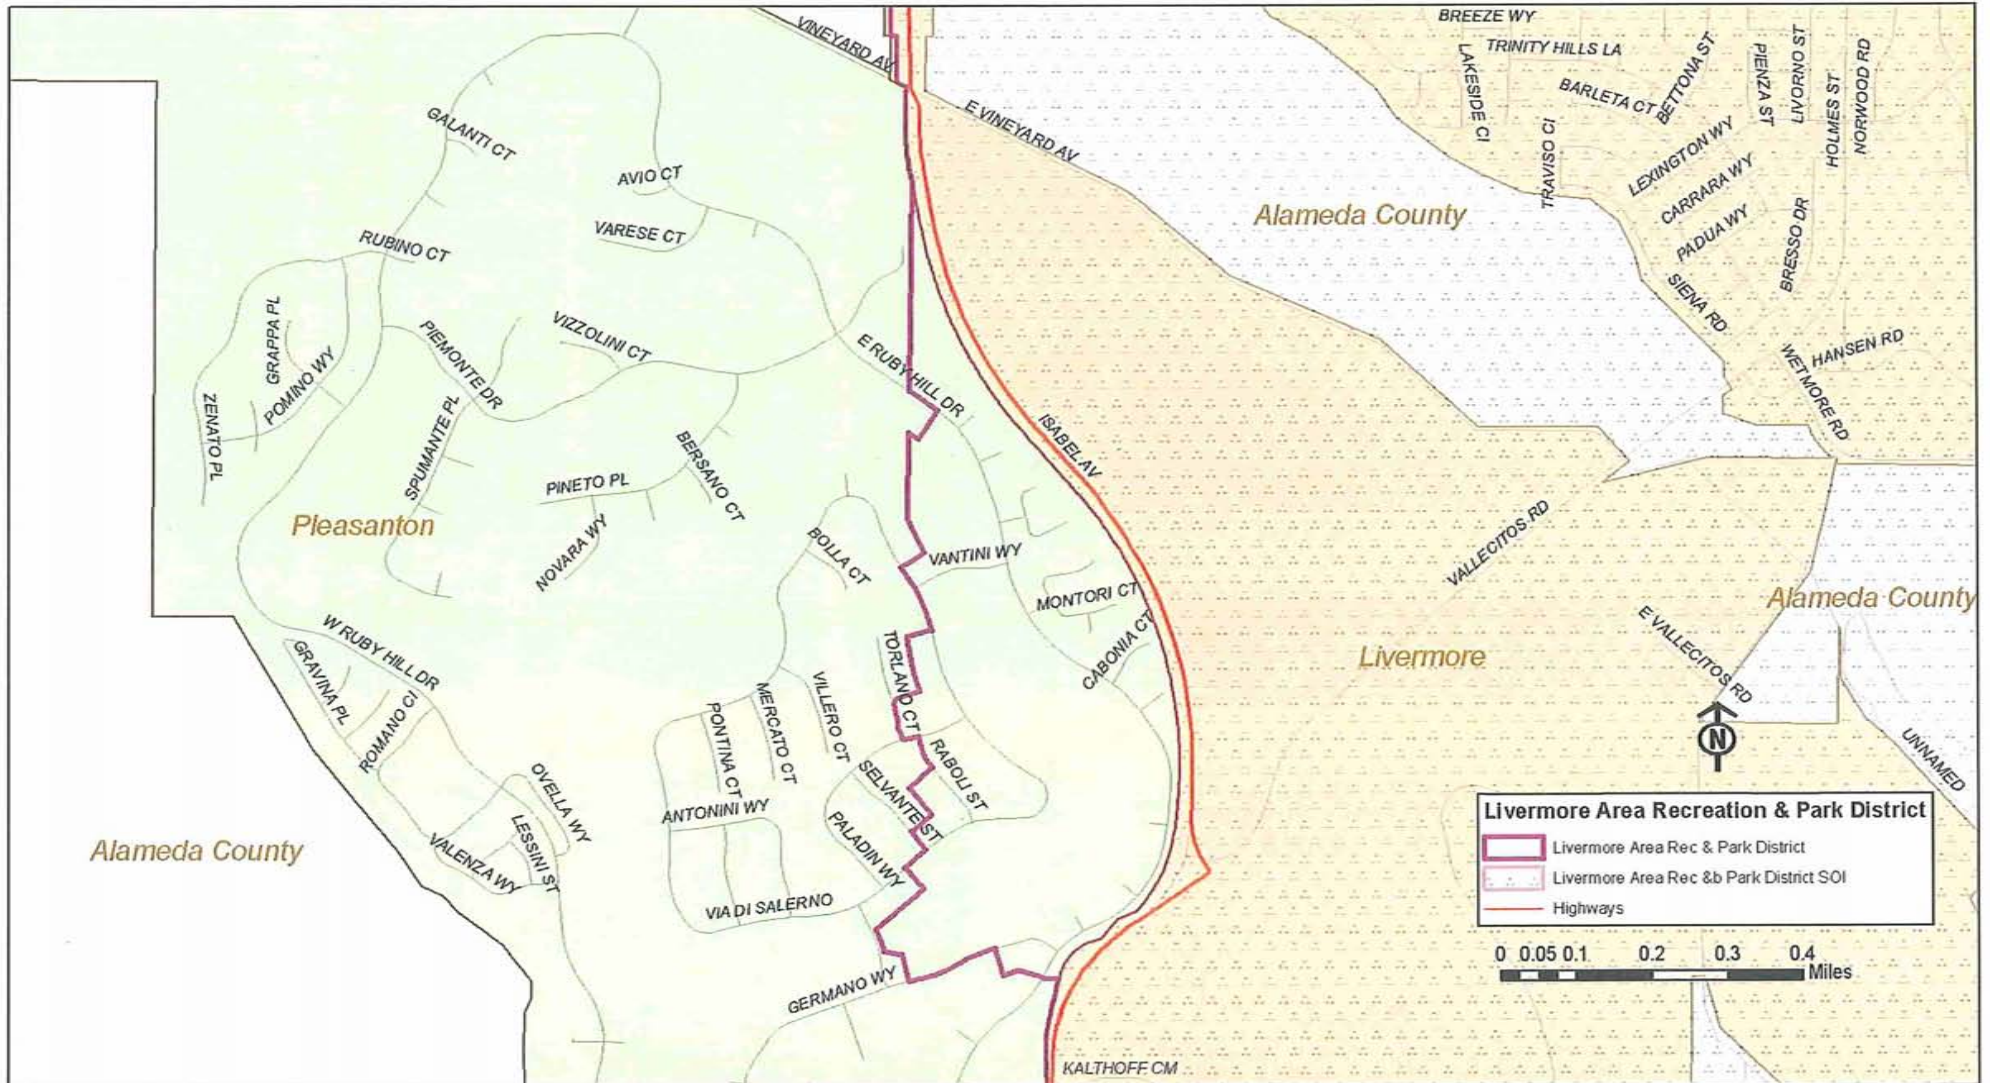 BREEZE WY
TRINITY HILLS LA
VINEYARD AV
LAKESIDE CI
BARLETA CT
BETTONA ST
PIENZA ST
LIVORNO ST
HOLMES ST
NORWOOD RD
GALANTI CT
E VINEYARD AV
TRAVISO CI
LEXINGTON WY
CARRARA WY
PADUA WY
AVIO CT
VARESE CT
Alameda County
BRESSO DR
RUBINO CT
SIENA RD
GRAPPA PL
PIEMONTE DR
VIZZOLINI CT
E RUBY HILL DR
HANSEN RD
WETMORE RD
POMINO WY
ZENATO PL
SPUMANTE PL
BERSANO CT
ISABEL AV
PINETO PL
Pleasanton
NOVARA WY
BOLLA CT
VANTINI WY
VALLECITOS RD
MONTORI CT
Alameda County
CABONIA CT
E VALLECITOS RD
W RUBY HILL DR
GRAVINA PL
ROMANO CI
TORLANO CT
Livermore
VILLERO CT
MERCATO CT
PONTINA CT
RABOLI ST
SELVANTE ST
N
UNNAMED
OVELLA WY
ANTONINI WY
PALADIN WY
LESSINI ST
VALENZA WY
Alameda County
VIA DI SALERNO
GERMANO WY
KALTHOFF CM
Livermore Area Recreation & Park District
Livermore Area Rec & Park District
Livermore Area Rec &b Park District SOI
Highways
0 0.05 0.1 0.2 0.3 0.4
Miles